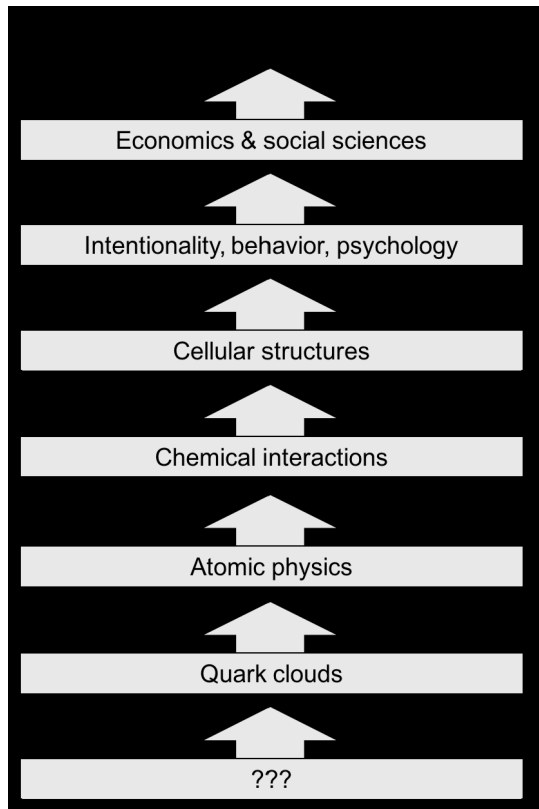 Economics & social sciences
Intentionality, behavior, psychology
Cellular structures
Chemical interactions
Atomic physics
Quark clouds
???